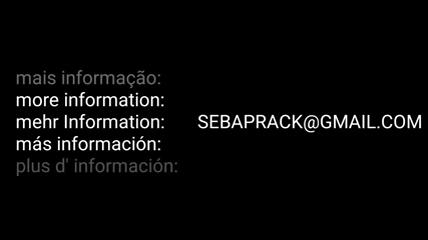 mais informação:
more information:
mehr Information: SEBAPRACK@GMAIL.COM
más información:
plus d' información: